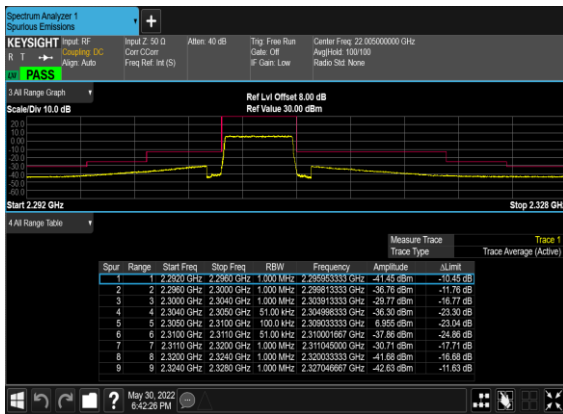 Spectrum Analyzer 1
Spurious Emissions
KEYSIGHT Input: RF Input Z: 50 Ω Atten: 40 dB Trig: Free Run Center Freq: 22.005000000 GHz
R T Coupling: DC Corr CCorr Gate: Off Avg|Hold: 100/100
Align: Auto Freq Ref: Int (S) IF Gain: Low Radio Std: None
PASS
3 All Range Graph
Ref Lvl Offset 8.00 dB
Scale/Div 10.0 dB Ref Value 30.00 dBm
20.0
10.0
0.00
-10.0
-20.0
-30.0
-40.0
-50.0
-60.0
Start 2.292 GHz Stop 2.328 GH
4 All Range Table
Measure Trace Trace 1
Trace Type Trace Average (Active)
Spur Range Start Freq Stop Freq RBW Frequency Amplitude ΔLimit
1 1 2.2920 GHz 2.2960 GHz 1.000 MHz 2.295953333 GHz -41.45 dBm -10.45 dB
2 2 2.2960 GHz 2.3000 GHz 1.000 MHz 2.299813333 GHz -36.76 dBm -11.76 dB
3 3 2.3000 GHz 2.3040 GHz 1.000 MHz 2.303913333 GHz -29.77 dBm -16.77 dB
4 4 2.3040 GHz 2.3050 GHz 51.00 kHz 2.304998333 GHz -36.30 dBm -23.30 dB
5 5 2.3050 GHz 2.3100 GHz 100.0 kHz 2.309033333 GHz 6.955 dBm -23.04 dB
6 6 2.3100 GHz 2.3110 GHz 51.00 kHz 2.310001667 GHz -37.86 dBm -24.86 dB
7 7 2.3110 GHz 2.3200 GHz 1.000 MHz 2.311045000 GHz -30.71 dBm -17.71 dB
8 8 2.3200 GHz 2.3240 GHz 1.000 MHz 2.320033333 GHz -41.68 dBm -16.68 dB
9 9 2.3240 GHz 2.3280 GHz 1.000 MHz 2.327046667 GHz -42.63 dBm -11.63 dB
May 30, 2022
6:42:26 PM